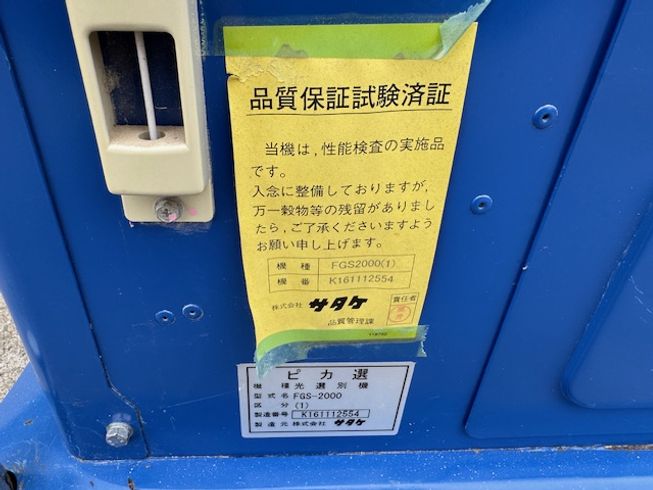 品質保証試験済証
当機は，性能検査の実施品
です。
入念に整備しておりますが，
万一穀物等の残留がありまし
たら，ご了承くださいますよう
お願い申し上げます。
機 種 FGS2000(1)
機 番 K161112554
株式会社 サタケ 責任者
品質管理課
ピカ選
機 種 光選別機
型式名 FGS-2000
区 分 (1)
製造番号 K161112554
製造元 株式会社 サタケ